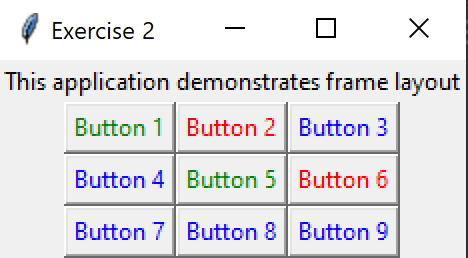 Exercise 2
This application demonstrates frame layout
Button 1 Button 2 Button 3
Button 4 Button 5 Button 6
Button 7 Button 8 Button 9